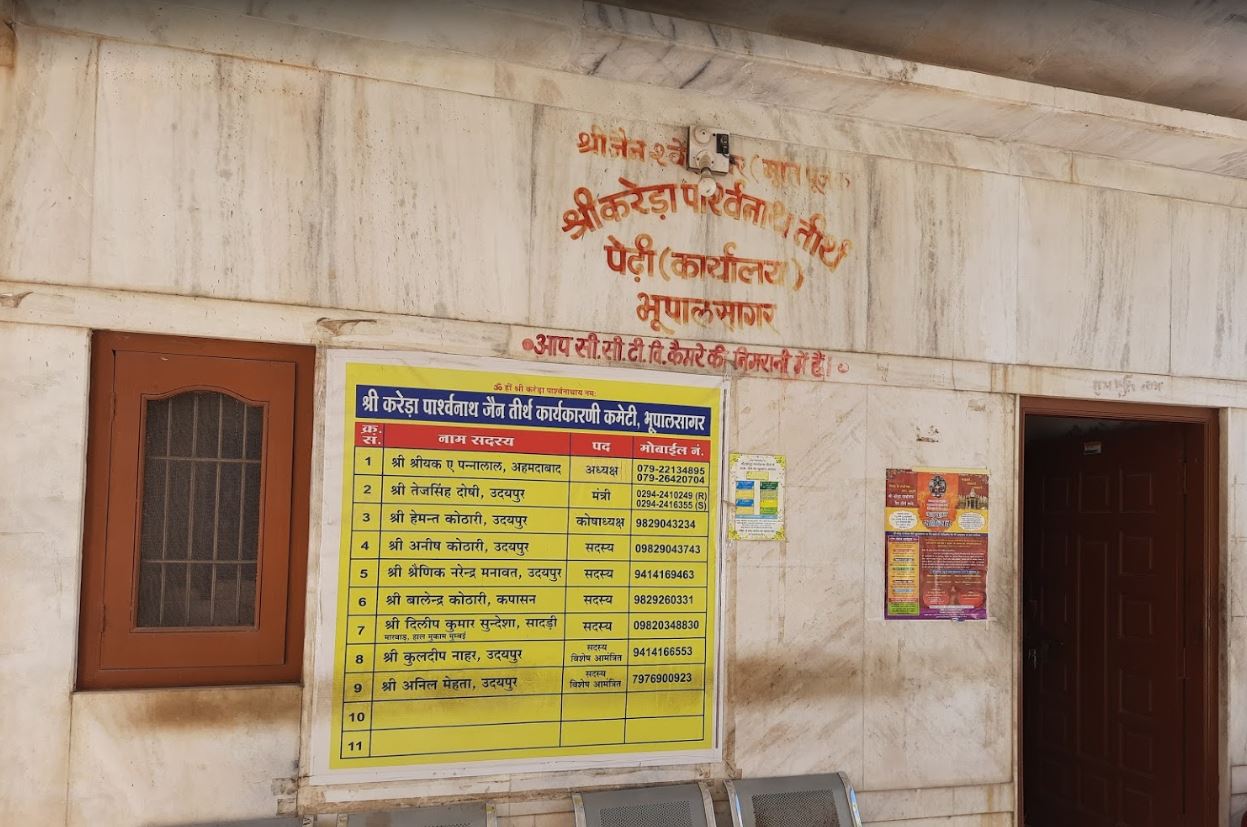 श्री जैन श्वे
श्री करेड़ा पार्श्वनाथ तीर्थ
पेढ़ी (कार्यालय)
भूपालसागर
•आप सी.सी.टी.वि. कैमरे की निगरानी में हैं।•
ॐ ह्रीं श्री करेड़ा पार्श्वनाथाय नमः
श्री करेड़ा पार्श्वनाथ जैन तीर्थ कार्यकारणी कमेटी, भूपालसागर
क्र. सं. नाम सदस्य पद मोबाईल नं.
1 श्री श्रीयक ए पन्नालाल, अहमदाबाद अध्यक्ष 079-22134895
079-26420704
2 श्री तेजसिंह दोषी, उदयपुर मंत्री 0294-2410249 (R)
0294-2416355 (S)
3 श्री हेमन्त कोठारी, उदयपुर कोषाध्यक्ष 9829043234
4 श्री अनीष कोठारी, उदयपुर सदस्य 09829043743
5 श्री श्रैणिक नरेन्द्र मनावत, उदयपुर सदस्य 9414169463
6 श्री बालेन्द्र कोठारी, कपासन सदस्य 9829260331
7 श्री दिलीप कुमार सुन्देशा, सादड़ी सदस्य 09820348830
मारवाड़, हाल मुकाम मुम्बई
8 श्री कुलदीप नाहर, उदयपुर सदस्य विशेष आमंत्रित 9414166553
9 श्री अनिल मेहता, उदयपुर सदस्य विशेष आमंत्रित 7976900923
10
11